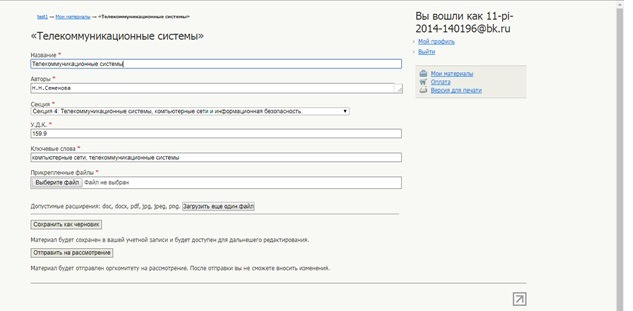 test1 → Мои материалы → «Телекоммуникационные системы»
«Телекоммуникационные системы»
Название *
Телекоммуникационные системы
Авторы *
Н.Н.Семенова
Секция *
Секция 4. Телекоммуникационные системы, компьютерные сети и информационная безопасность.
У.Д.К. *
159.9
Ключевые слова *
компьютерные сети, телекоммуникационные системы
Прикрепленные файлы *
Выберите файл Файл не выбран
Допустимые расширения: doc, docx, pdf, jpg, jpeg, png. Загрузить еще один файл
Сохранить как черновик
Материал будет сохранен в вашей учетной записи и будет доступен для дальнейшего редактирования.
Отправить на рассмотрение
Материал будет отправлен оргкомитету на рассмотрение. После отправки вы не сможете вносить изменения.
Вы вошли как 11-pi-
2014-140196@bk.ru
Мой профиль
Выйти
Мои материалы
Оплата
Версия для печати